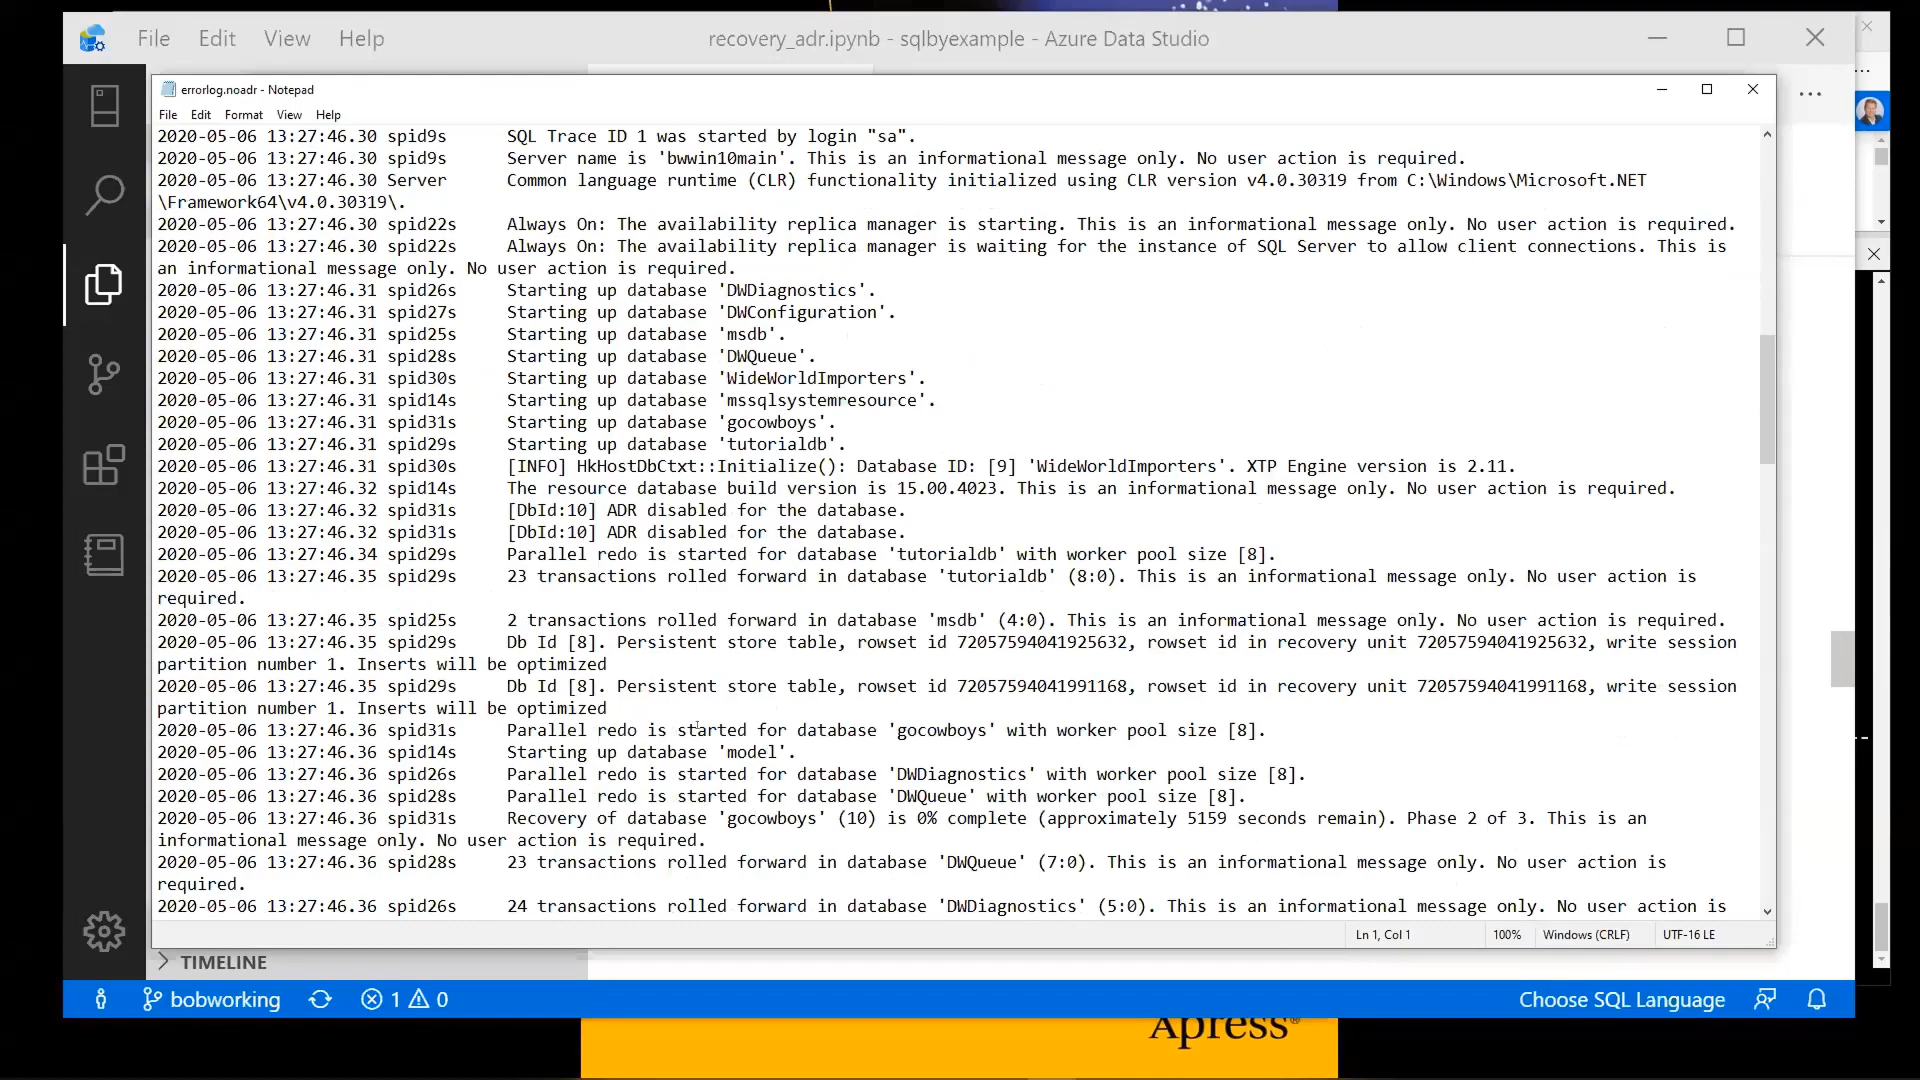 File Edit View Help
recovery_adr.ipynb - sqlbyexample - Azure Data Studio
errorlog.noadr - Notepad
File Edit Format View Help
2020-05-06 13:27:46.30 spid9s SQL Trace ID 1 was started by login "sa".
2020-05-06 13:27:46.30 spid9s Server name is 'bwwin10main'. This is an informational message only. No user action is required.
2020-05-06 13:27:46.30 Server Common language runtime (CLR) functionality initialized using CLR version v4.0.30319 from C:\Windows\Microsoft.NET
\Framework64\v4.0.30319\.
2020-05-06 13:27:46.30 spid22s Always On: The availability replica manager is starting. This is an informational message only. No user action is required.
2020-05-06 13:27:46.30 spid22s Always On: The availability replica manager is waiting for the instance of SQL Server to allow client connections. This is
an informational message only. No user action is required.
2020-05-06 13:27:46.31 spid26s Starting up database 'DWDiagnostics'.
2020-05-06 13:27:46.31 spid27s Starting up database 'DWConfiguration'.
2020-05-06 13:27:46.31 spid25s Starting up database 'msdb'.
2020-05-06 13:27:46.31 spid28s Starting up database 'DWQueue'.
2020-05-06 13:27:46.31 spid30s Starting up database 'WideWorldImporters'.
2020-05-06 13:27:46.31 spid14s Starting up database 'mssqlsystemresource'.
2020-05-06 13:27:46.31 spid31s Starting up database 'gocowboys'.
2020-05-06 13:27:46.31 spid29s Starting up database 'tutorialdb'.
2020-05-06 13:27:46.31 spid30s [INFO] HkHostDbCtxt::Initialize(): Database ID: [9] 'WideWorldImporters'. XTP Engine version is 2.11.
2020-05-06 13:27:46.32 spid14s The resource database build version is 15.00.4023. This is an informational message only. No user action is required.
2020-05-06 13:27:46.32 spid31s [DbId:10] ADR disabled for the database.
2020-05-06 13:27:46.32 spid31s [DbId:10] ADR disabled for the database.
2020-05-06 13:27:46.34 spid29s Parallel redo is started for database 'tutorialdb' with worker pool size [8].
2020-05-06 13:27:46.35 spid29s 23 transactions rolled forward in database 'tutorialdb' (8:0). This is an informational message only. No user action is
required.
2020-05-06 13:27:46.35 spid25s 2 transactions rolled forward in database 'msdb' (4:0). This is an informational message only. No user action is required.
2020-05-06 13:27:46.35 spid29s Db Id [8]. Persistent store table, rowset id 72057594041925632, rowset id in recovery unit 72057594041925632, write session
partition number 1. Inserts will be optimized
2020-05-06 13:27:46.35 spid29s Db Id [8]. Persistent store table, rowset id 72057594041991168, rowset id in recovery unit 72057594041991168, write session
partition number 1. Inserts will be optimized
2020-05-06 13:27:46.36 spid31s Parallel redo is started for database 'gocowboys' with worker pool size [8].
2020-05-06 13:27:46.36 spid14s Starting up database 'model'.
2020-05-06 13:27:46.36 spid26s Parallel redo is started for database 'DWDiagnostics' with worker pool size [8].
2020-05-06 13:27:46.36 spid28s Parallel redo is started for database 'DWQueue' with worker pool size [8].
2020-05-06 13:27:46.36 spid31s Recovery of database 'gocowboys' (10) is 0% complete (approximately 5159 seconds remain). Phase 2 of 3. This is an
informational message only. No user action is required.
2020-05-06 13:27:46.36 spid28s 23 transactions rolled forward in database 'DWQueue' (7:0). This is an informational message only. No user action is
required.
2020-05-06 13:27:46.36 spid26s 24 transactions rolled forward in database 'DWDiagnostics' (5:0). This is an informational message only. No user action is
Ln 1, Col 1 100% Windows (CRLF) UTF-16 LE
TIMELINE
bobworking 1 0 Choose SQL Language
Apress®